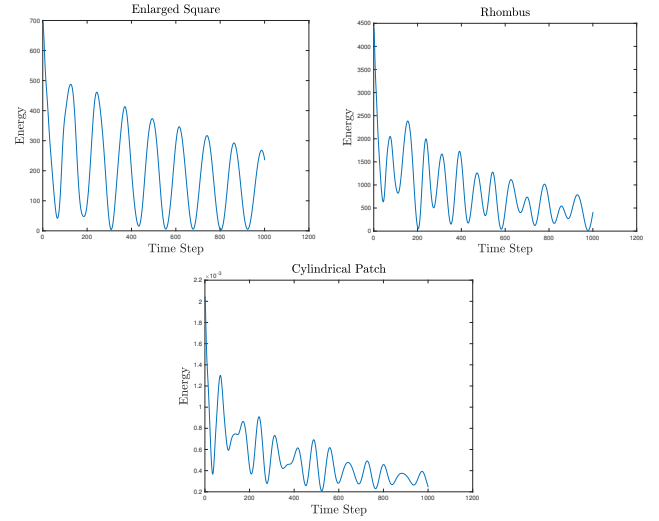 Enlarged Square
700
600
500
400
300
200
100
0
0 200 400 600 800 1000 1200
Energy
Time Step
Rhombus
4500
4000
3500
3000
2500
2000
1500
1000
500
0
0 200 400 600 800 1000 1200
Energy
Time Step
Cylindrical Patch
×10⁻³
2.2
2
1.8
1.6
1.4
1.2
1
0.8
0.6
0.4
0.2
0 200 400 600 800 1000 1200
Energy
Time Step